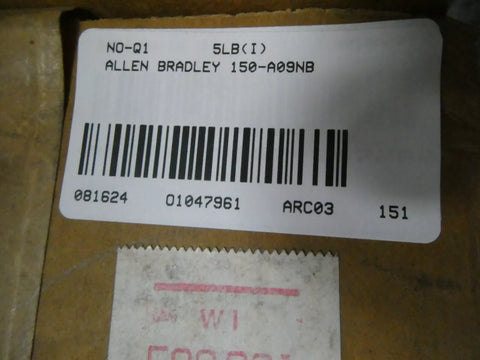 NO-Q1 5LB(I)
ALLEN BRADLEY 150-A09NB
081624 01047961 ARC03 151
WI